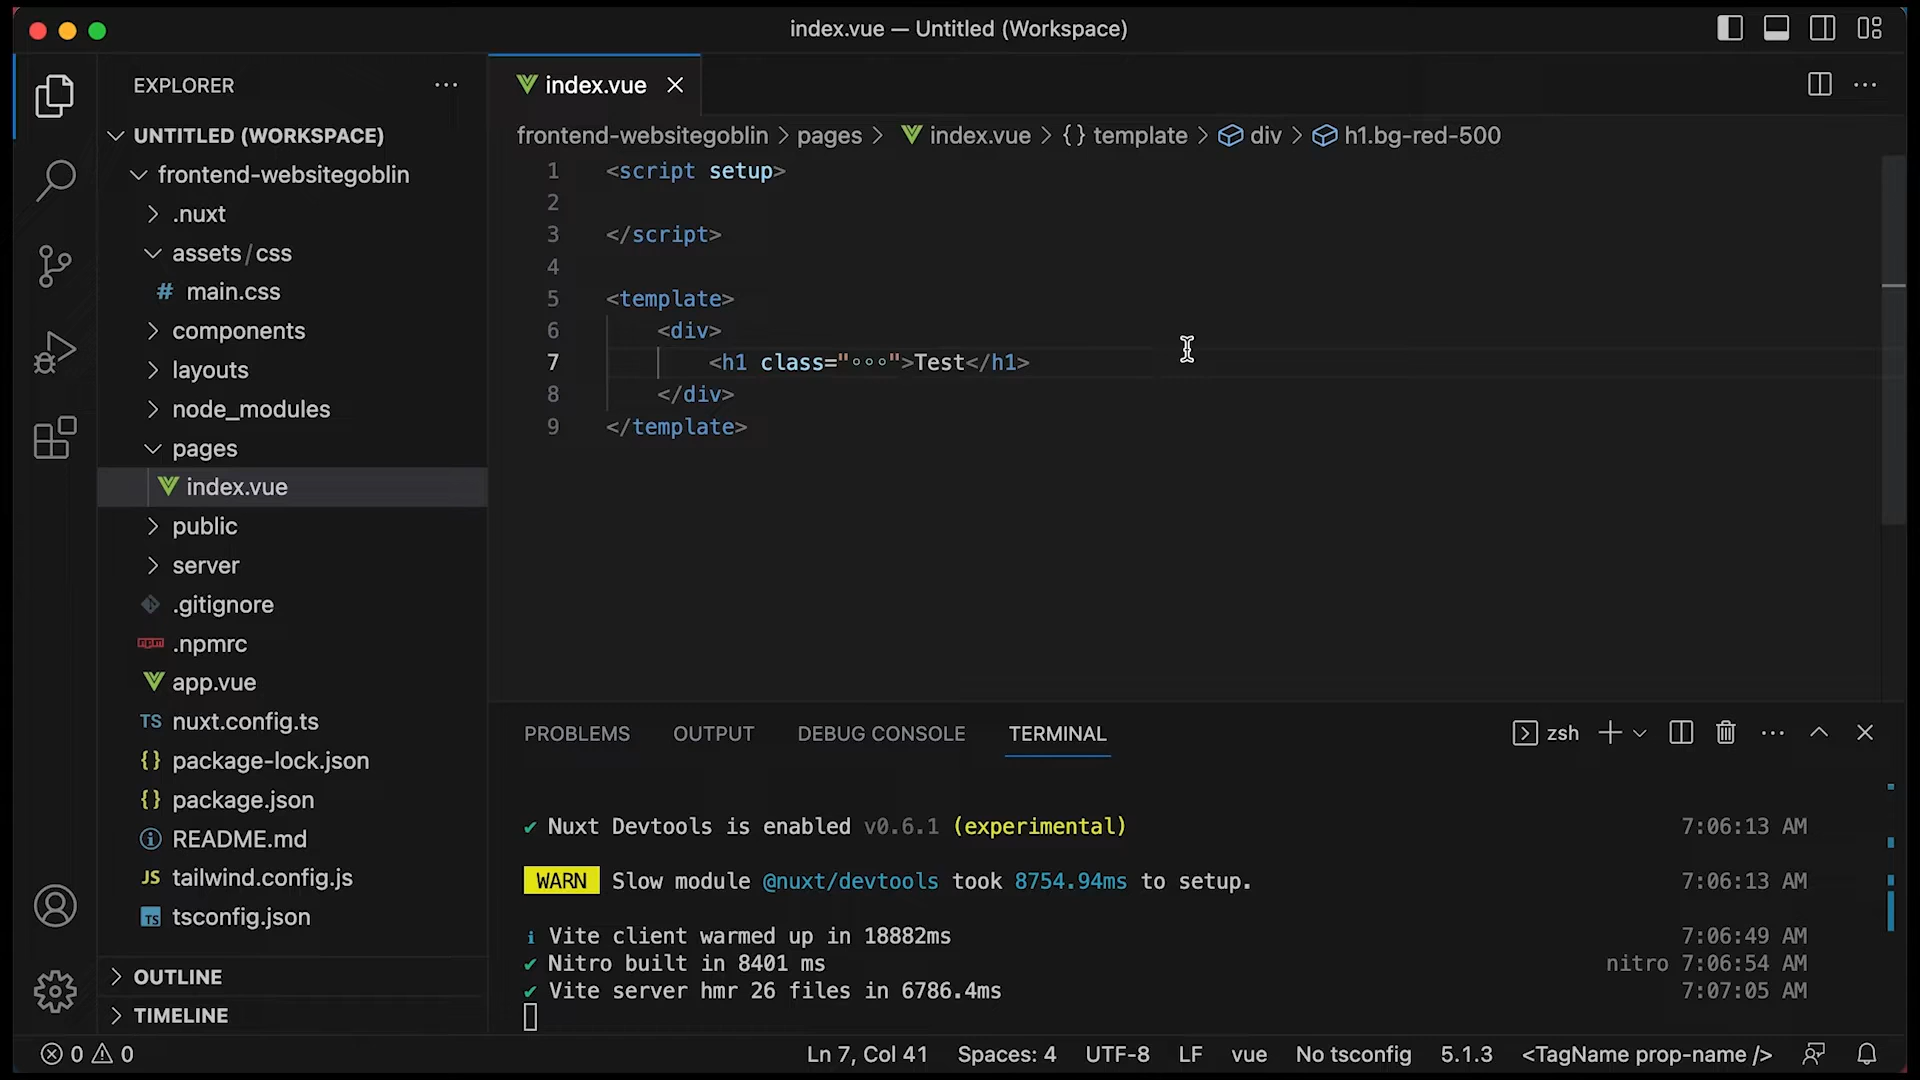 index.vue — Untitled (Workspace)
EXPLORER
UNTITLED (WORKSPACE)
frontend-websitegoblin
.nuxt
assets/css
# main.css
components
layouts
node_modules
pages
index.vue
public
server
.gitignore
npm .npmrc
app.vue
TS nuxt.config.ts
{} package-lock.json
{} package.json
README.md
JS tailwind.config.js
TS tsconfig.json
OUTLINE
TIMELINE
index.vue
frontend-websitegoblin > pages > index.vue > {} template > div > h1.bg-red-500
1 <script setup>
2
3 </script>
4
5 <template>
6 <div>
7 <h1 class="◦◦◦">Test</h1>
8 </div>
9 </template>
PROBLEMS OUTPUT DEBUG CONSOLE TERMINAL zsh
✔ Nuxt Devtools is enabled v0.6.1 (experimental) 7:06:13 AM
WARN Slow module @nuxt/devtools took 8754.94ms to setup. 7:06:13 AM
ℹ Vite client warmed up in 18882ms 7:06:49 AM
✔ Nitro built in 8401 ms nitro 7:06:54 AM
✔ Vite server hmr 26 files in 6786.4ms 7:07:05 AM
0 0 Ln 7, Col 41 Spaces: 4 UTF-8 LF vue No tsconfig 5.1.3 <TagName prop-name />